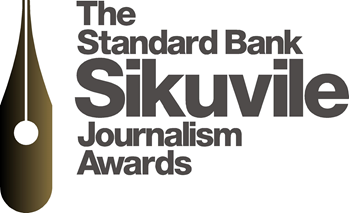 The
Standard Bank
Sikuvile
Journalism
Awards